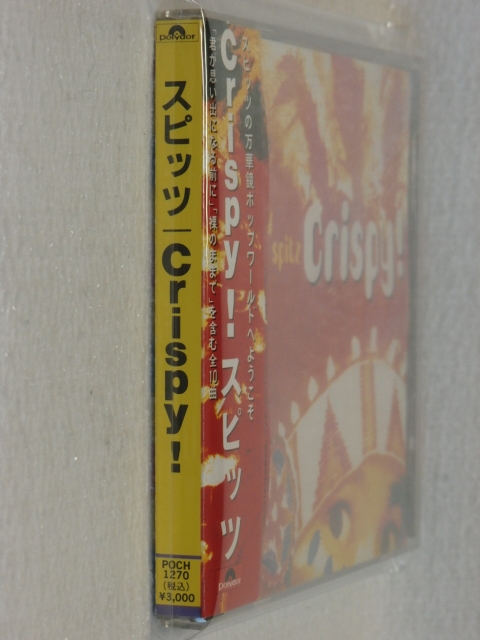 Polydor
スピッツ | Crispy!
POCH
1270
(税込)
¥3,000
スピッツの万華鏡ポップワールドへようこそ
Crispy! スピッツ
「君が思い出になる前に」「裸のままで」を含む全10曲。
Polydor
spitz
Crispy!